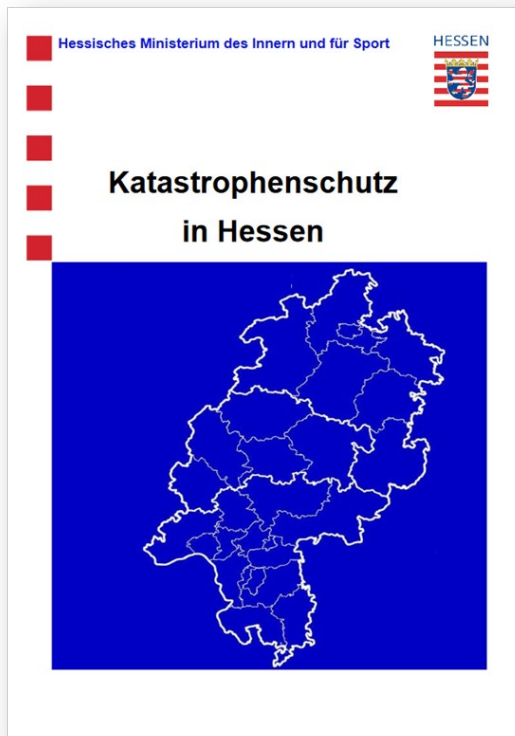 Hessisches Ministerium des Innern und für Sport
HESSEN
Katastrophenschutz
in Hessen